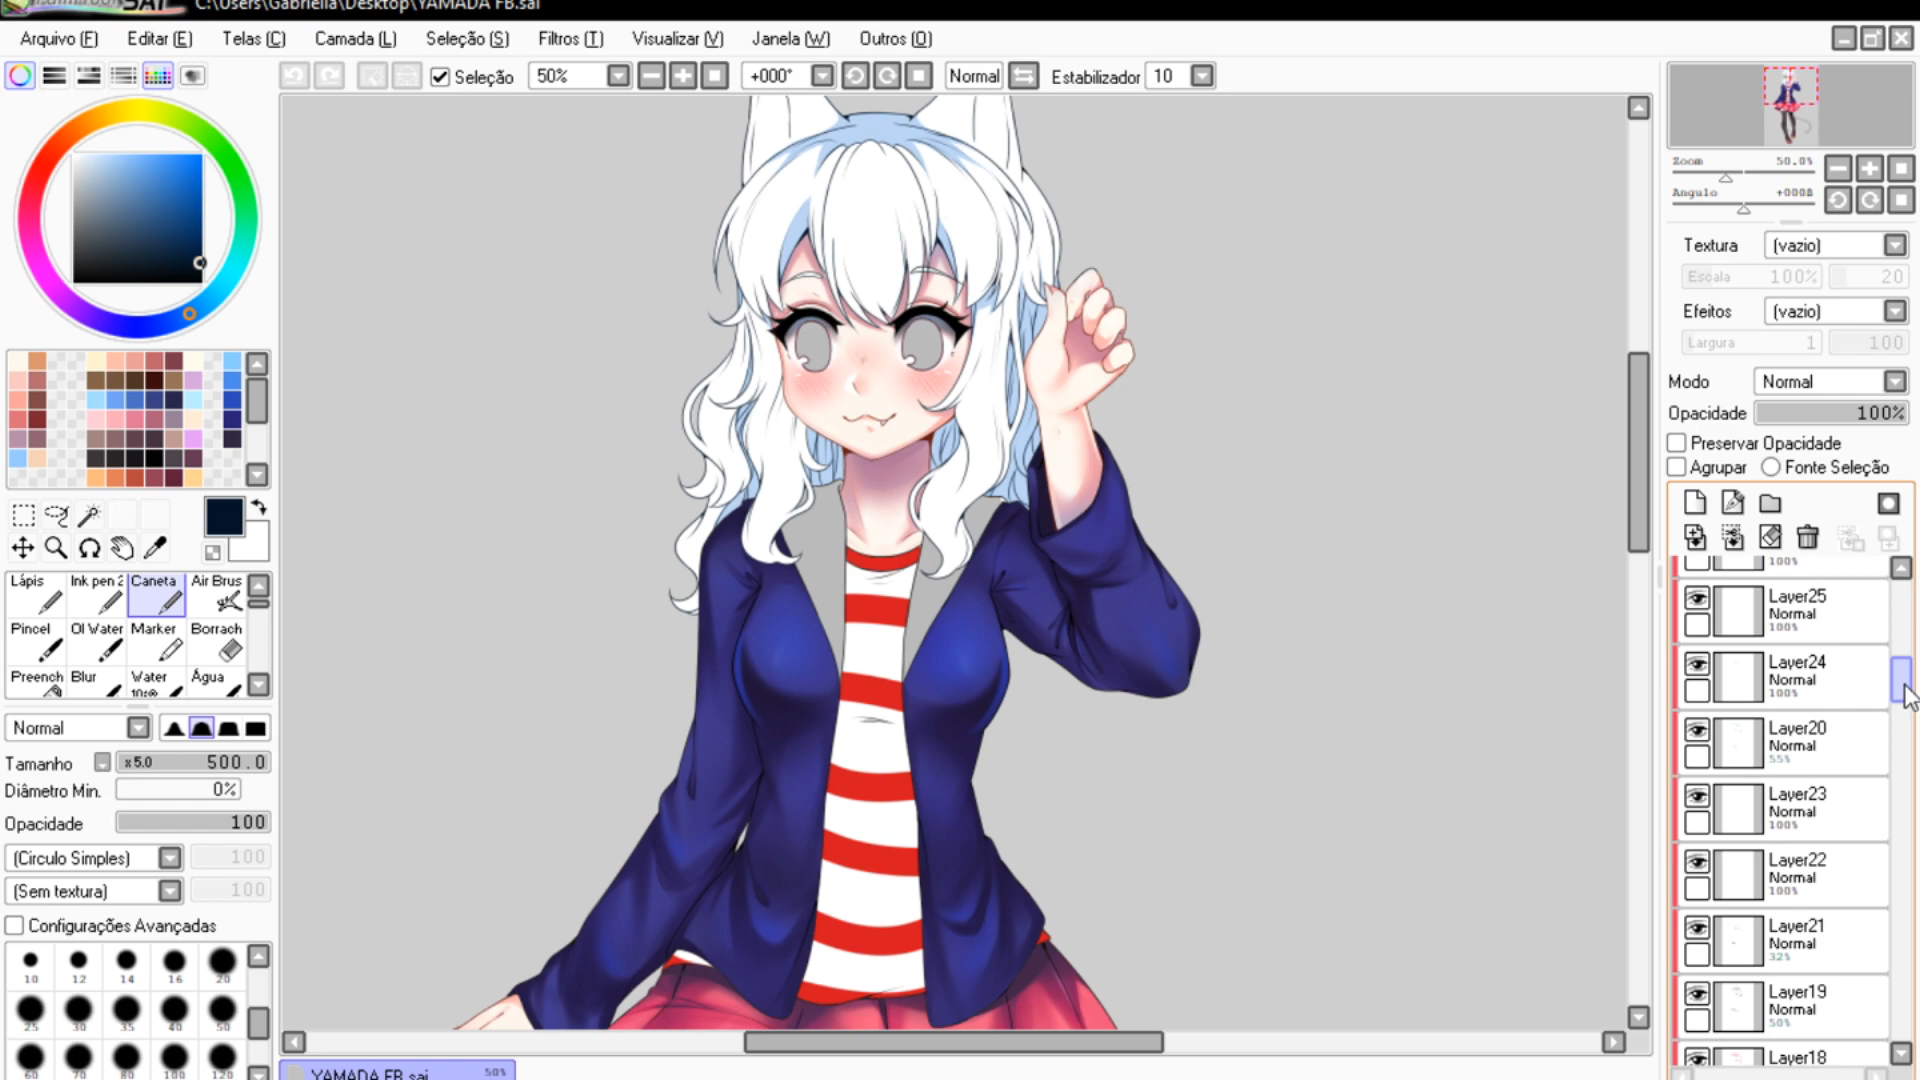 C:\Users\Gabriella\Desktop\YAMADA FB.sai
Arquivo (F) Editar (E) Telas (C) Camada (L) Seleção (S) Filtros (T) Visualizar (V) Janela (W) Outros (O)
Seleção 50% +000° Normal Estabilizador 10
Zoom 50.0%
Angulo +000B
Textura (vazio)
Escala 100% 20
Efeitos (vazio)
Largura 1 100
Modo Normal
Opacidade 100%
Preservar Opacidade
Agrupar Fonte Seleção
100%
Layer25
Normal
100%
Layer24
Normal
100%
Layer20
Normal
55%
Layer23
Normal
100%
Layer22
Normal
100%
Layer21
Normal
32%
Layer19
Normal
50%
Layer18
Lápis Ink pen 2 Caneta Air Brus
Pincel Ol Water Marker Borrach
Preench Blur Water Água
Normal
Tamanho x5.0 500.0
Diâmetro Min. 0%
Opacidade 100
(Circulo Simples) 100
(Sem textura) 100
Configurações Avançadas
10 12 14 16 20
25 30 35 40 50
60 70 80 100 120
YAMADA FB.sai 50%